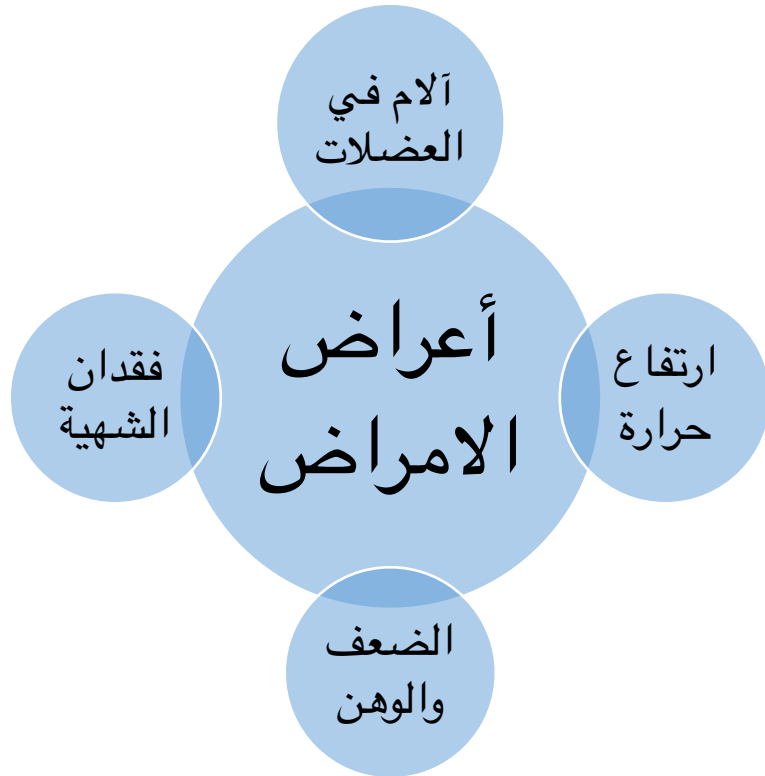 آلام في
العضلات
أعراض
الامراض
ارتفاع
حرارة
فقدان
الشهية
الضعف
والوهن